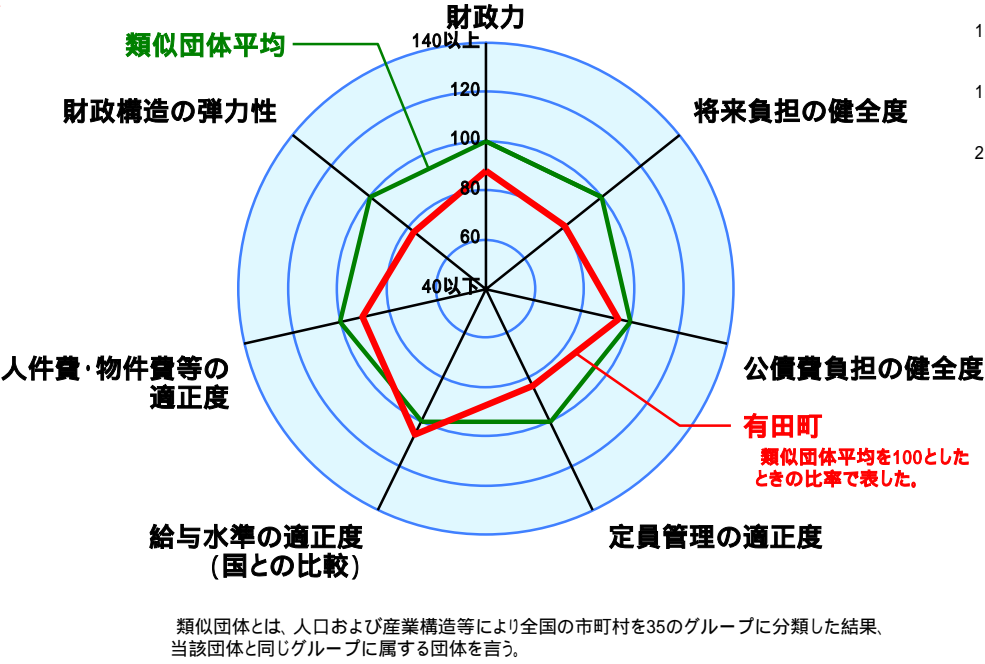 財政力
類似団体平均
140以上
120
100
80
60
40以下
財政構造の弾力性
将来負担の健全度
1
1
2
人件費・物件費等の
適正度
公債費負担の健全度
有田町
類似団体平均を100とした
ときの比率で表した。
給与水準の適正度
(国との比較)
定員管理の適正度
類似団体とは、人口および産業構造等により全国の市町村を35のグループに分類した結果、
当該団体と同じグループに属する団体を言う。